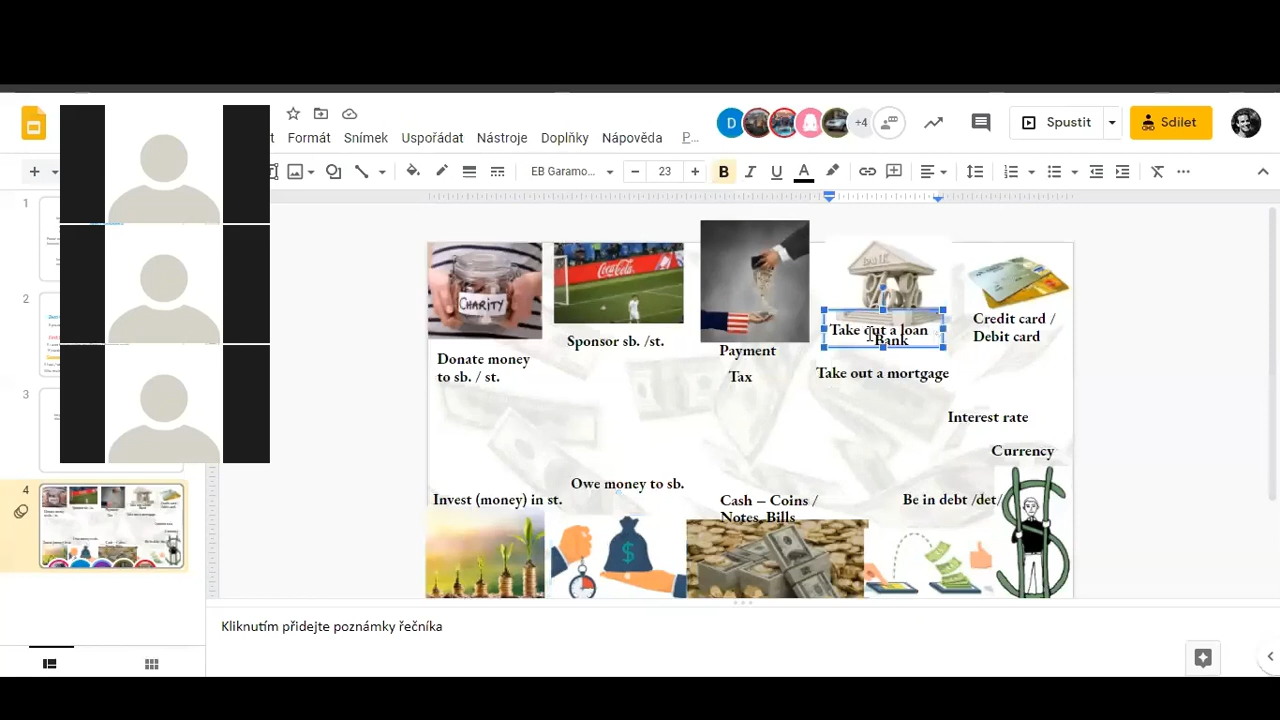 Formát Snímek Uspořádat Nástroje Doplňky Nápověda P...
D
+4
Spustit
Sdílet
EB Garamo...
23
B
I
U
A
1
2
3
4
CHARITY
Coca-Cola
BANK
Donate money
to sb. / st.
Sponsor sb. /st.
Payment
Tax
Take out a loan
Bank
Take out a mortgage
Credit card /
Debit card
Interest rate
Currency
Invest (money) in st.
Owe money to sb.
Cash – Coins /
Notes, Bills
Be in debt /det/
Kliknutím přidejte poznámky řečníka